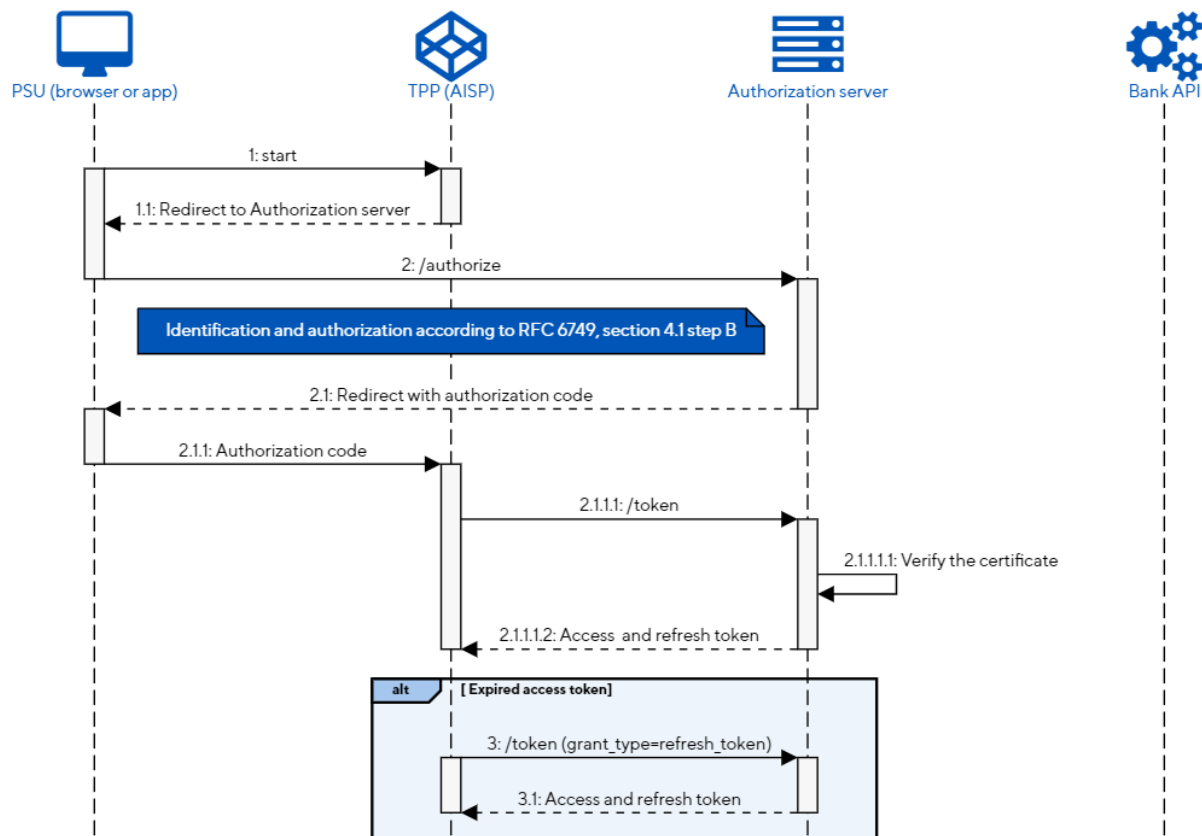 PSU (browser or app)
TPP (AISP)
Authorization server
Bank API
1: start
1.1: Redirect to Authorization server
2: /authorize
Identification and authorization according to RFC 6749, section 4.1 step B
2.1: Redirect with authorization code
2.1.1: Authorization code
2.1.1.1: /token
2.1.1.1.1: Verify the certificate
2.1.1.1.2: Access and refresh token
alt
[ Expired access token]
3: /token (grant_type=refresh_token)
3.1: Access and refresh token